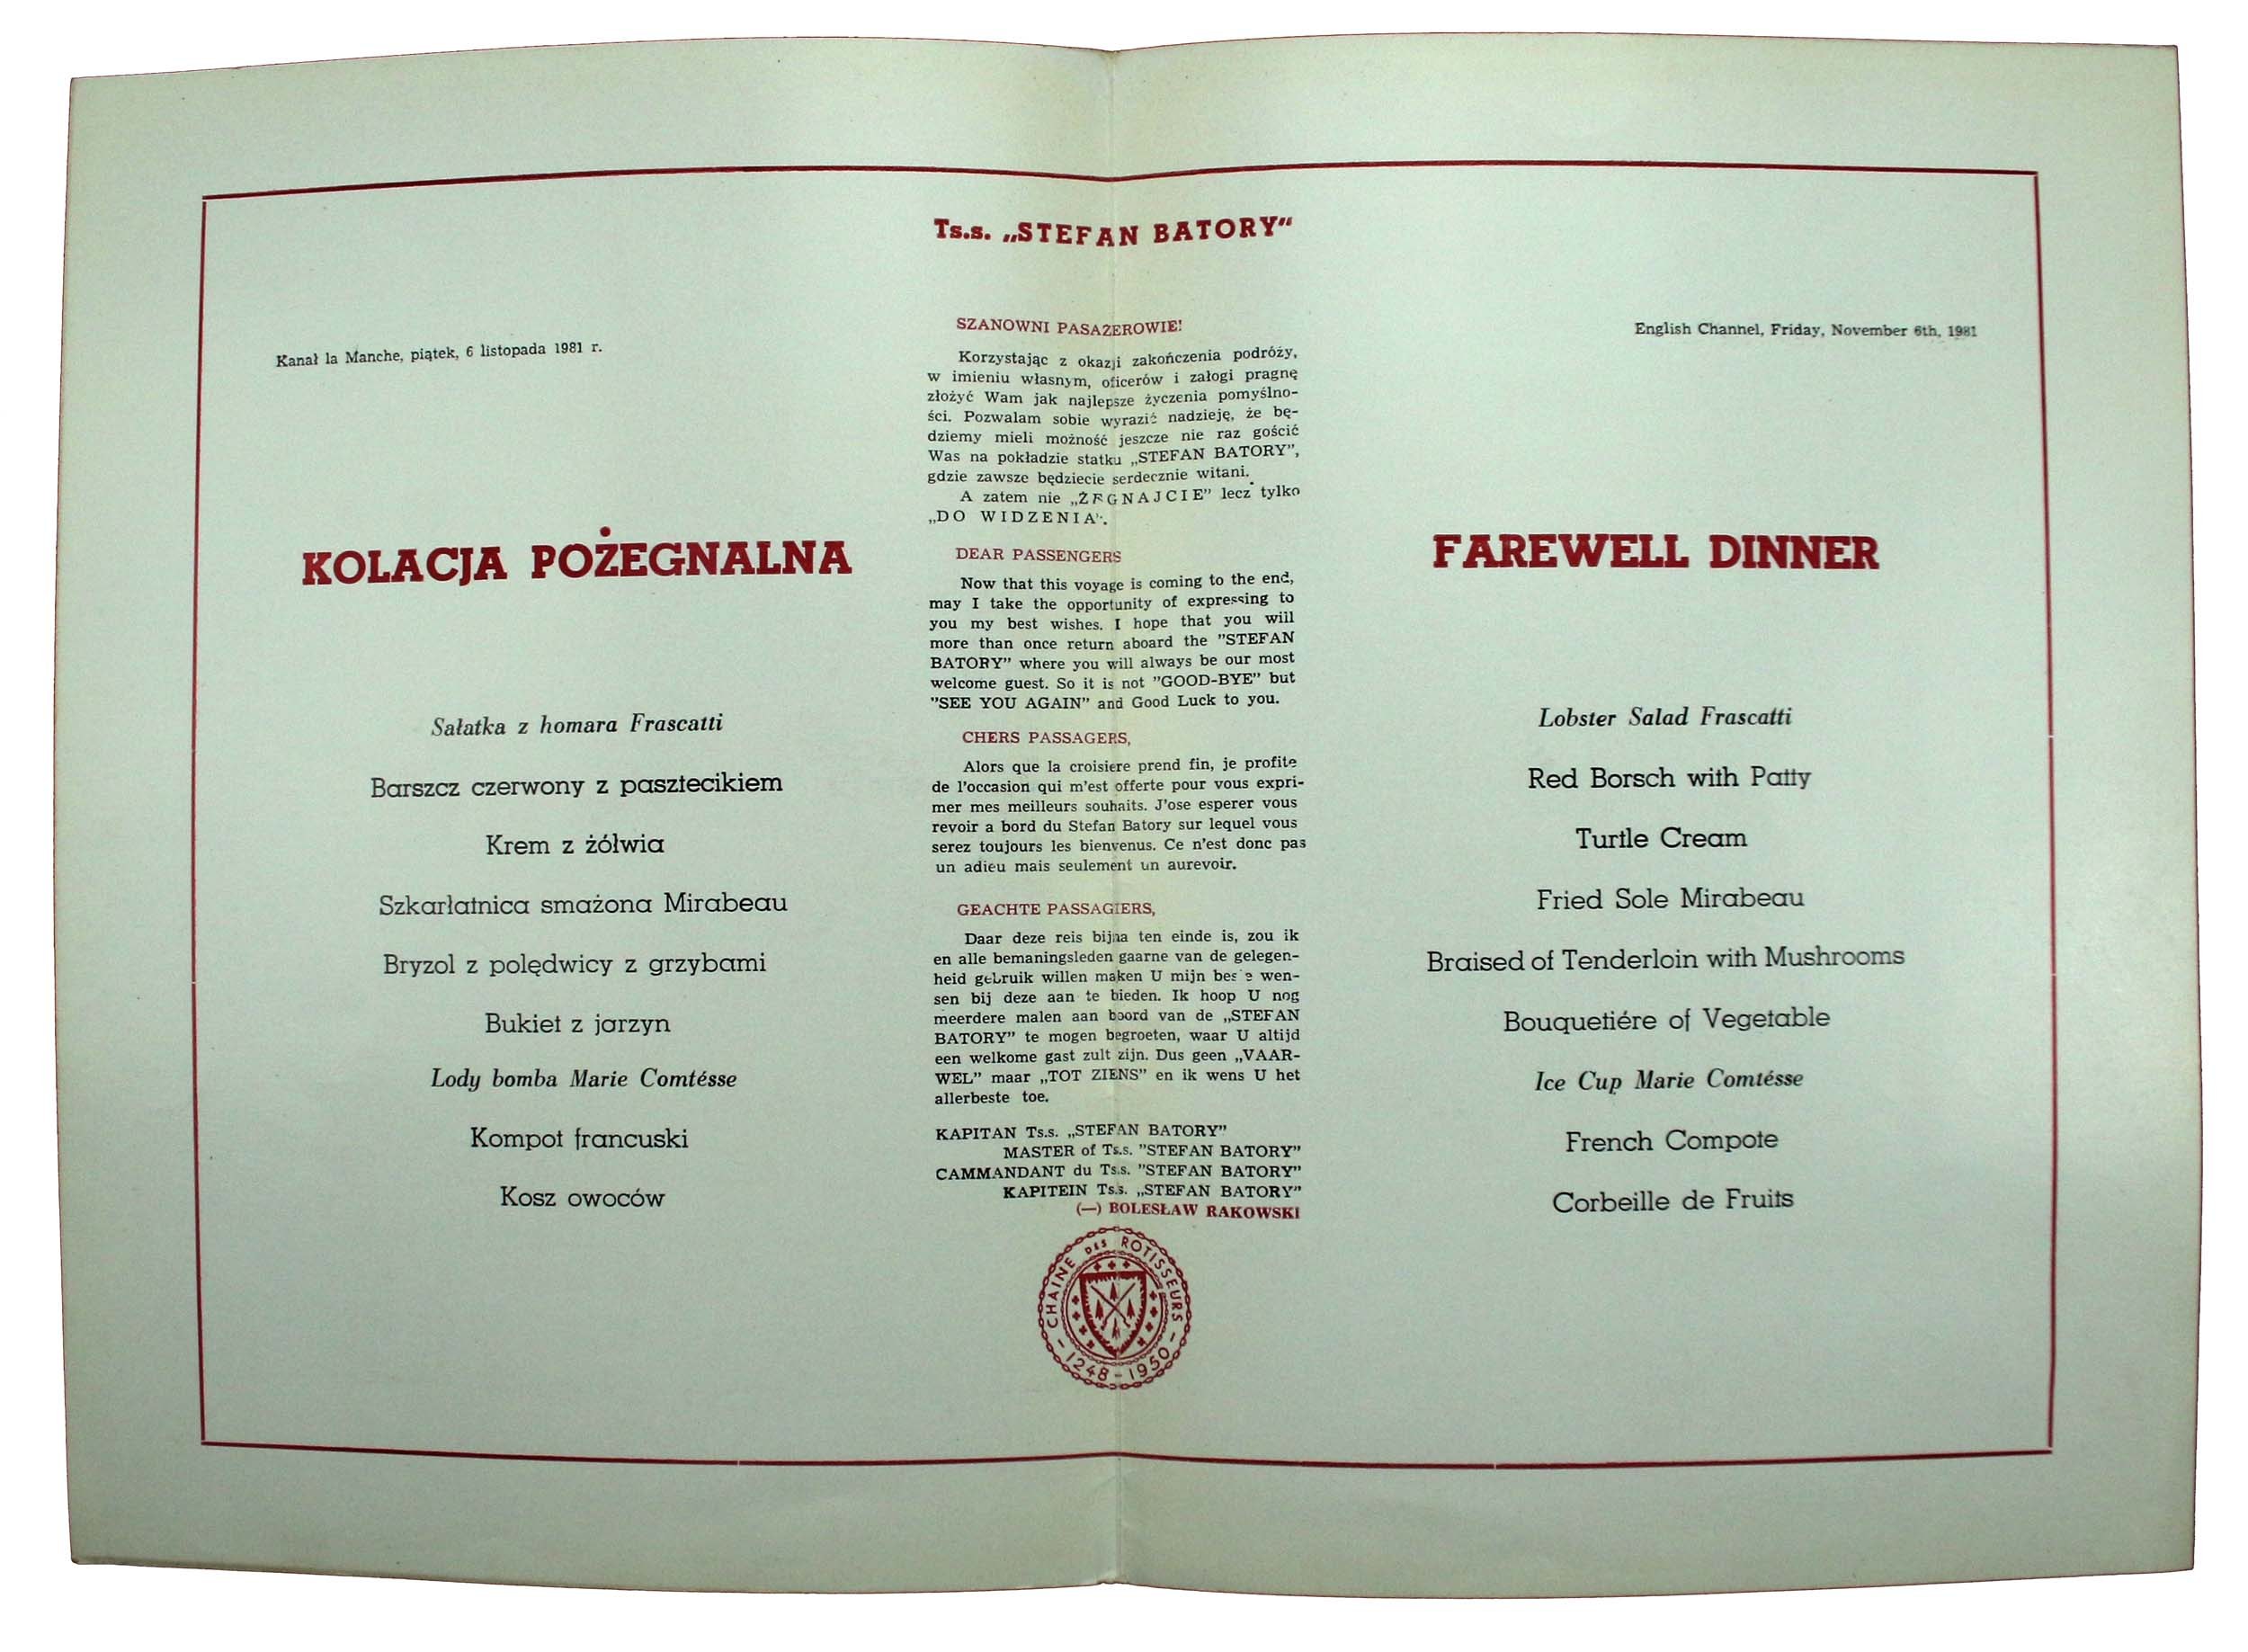 Ts.s. „STEFAN BATORY"
Kanał la Manche, piątek, 6 listopada 1981 r.
KOLACJA POŻEGNALNA
Sałatka z homara Frascatti
Barszcz czerwony z pasztecikiem
Krem z żółwia
Szkarłatnica smażona Mirabeau
Bryzol z polędwicy z grzybami
Bukiet z jarzyn
Lody bomba Marie Comtésse
Kompot francuski
Kosz owoców
SZANOWNI PASAŻEROWIE!
Korzystając z okazji zakończenia podróży,
w imieniu własnym, oficerów i załogi pragnę
złożyć Wam jak najlepsze życzenia pomyślno-
ści. Pozwalam sobie wyrazić nadzieję, że bę-
dziemy mieli możność jeszcze nie raz gościć
Was na pokładzie statku „STEFAN BATORY",
gdzie zawsze będziecie serdecznie witani.
A zatem nie „ŻEGNAJCIE" lecz tylko
„DO WIDZENIA".
DEAR PASSENGERS
Now that this voyage is coming to the end,
may I take the opportunity of expressing to
you my best wishes. I hope that you will
more than once return aboard the "STEFAN
BATORY" where you will always be our most
welcome guest. So it is not "GOOD-BYE" but
"SEE YOU AGAIN" and Good Luck to you.
CHERS PASSAGERS,
Alors que la croisiere prend fin, je profite
de l'occasion qui m'est offerte pour vous expri-
mer mes meilleurs souhaits. J'ose esperer vous
revoir a bord du Stefan Batory sur lequel vous
serez toujours les bienvenus. Ce n'est donc pas
un adieu mais seulement un aurevoir.
GEACHTE PASSAGIERS,
Daar deze reis bijna ten einde is, zou ik
en alle bemaningsleden gaarne van de gelegen-
heid gebruik willen maken U mijn beste wen-
sen bij deze aan te bieden. Ik hoop U nog
meerdere malen aan boord van de „STEFAN
BATORY" te mogen begroeten, waar U altijd
een welkome gast zult zijn. Dus geen „VAAR-
WEL" maar „TOT ZIENS" en ik wens U het
allerbeste toe.
KAPITAN Ts.s. „STEFAN BATORY"
MASTER of Ts.s. "STEFAN BATORY"
CAMMANDANT du Ts.s. "STEFAN BATORY"
KAPITEIN Ts.s. „STEFAN BATORY"
(—) BOLESŁAW RAKOWSKI
CHAINE DES ROTISSEURS
1248 - 1950
English Channel, Friday, November 6th, 1981
FAREWELL DINNER
Lobster Salad Frascatti
Red Borsch with Patty
Turtle Cream
Fried Sole Mirabeau
Braised of Tenderloin with Mushrooms
Bouquetiére of Vegetable
Ice Cup Marie Comtésse
French Compote
Corbeille de Fruits